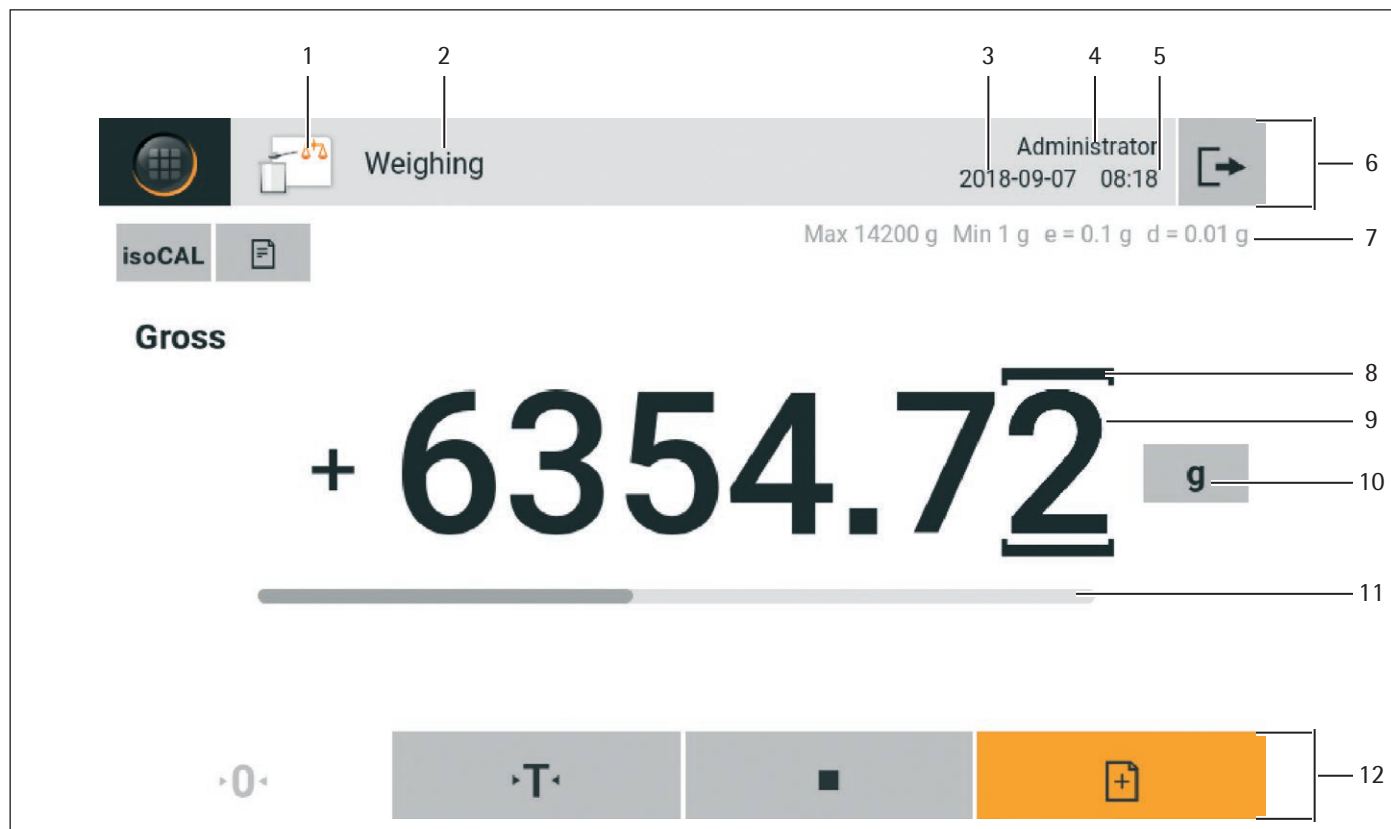 1 2 3 4 5
Weighing
Administrator
2018-09-07 08:18
6
Max 14200 g Min 1 g e = 0.1 g d = 0.01 g
7
isoCAL
Gross
8
+ 6354.72
9
g
10
11
0 T
12